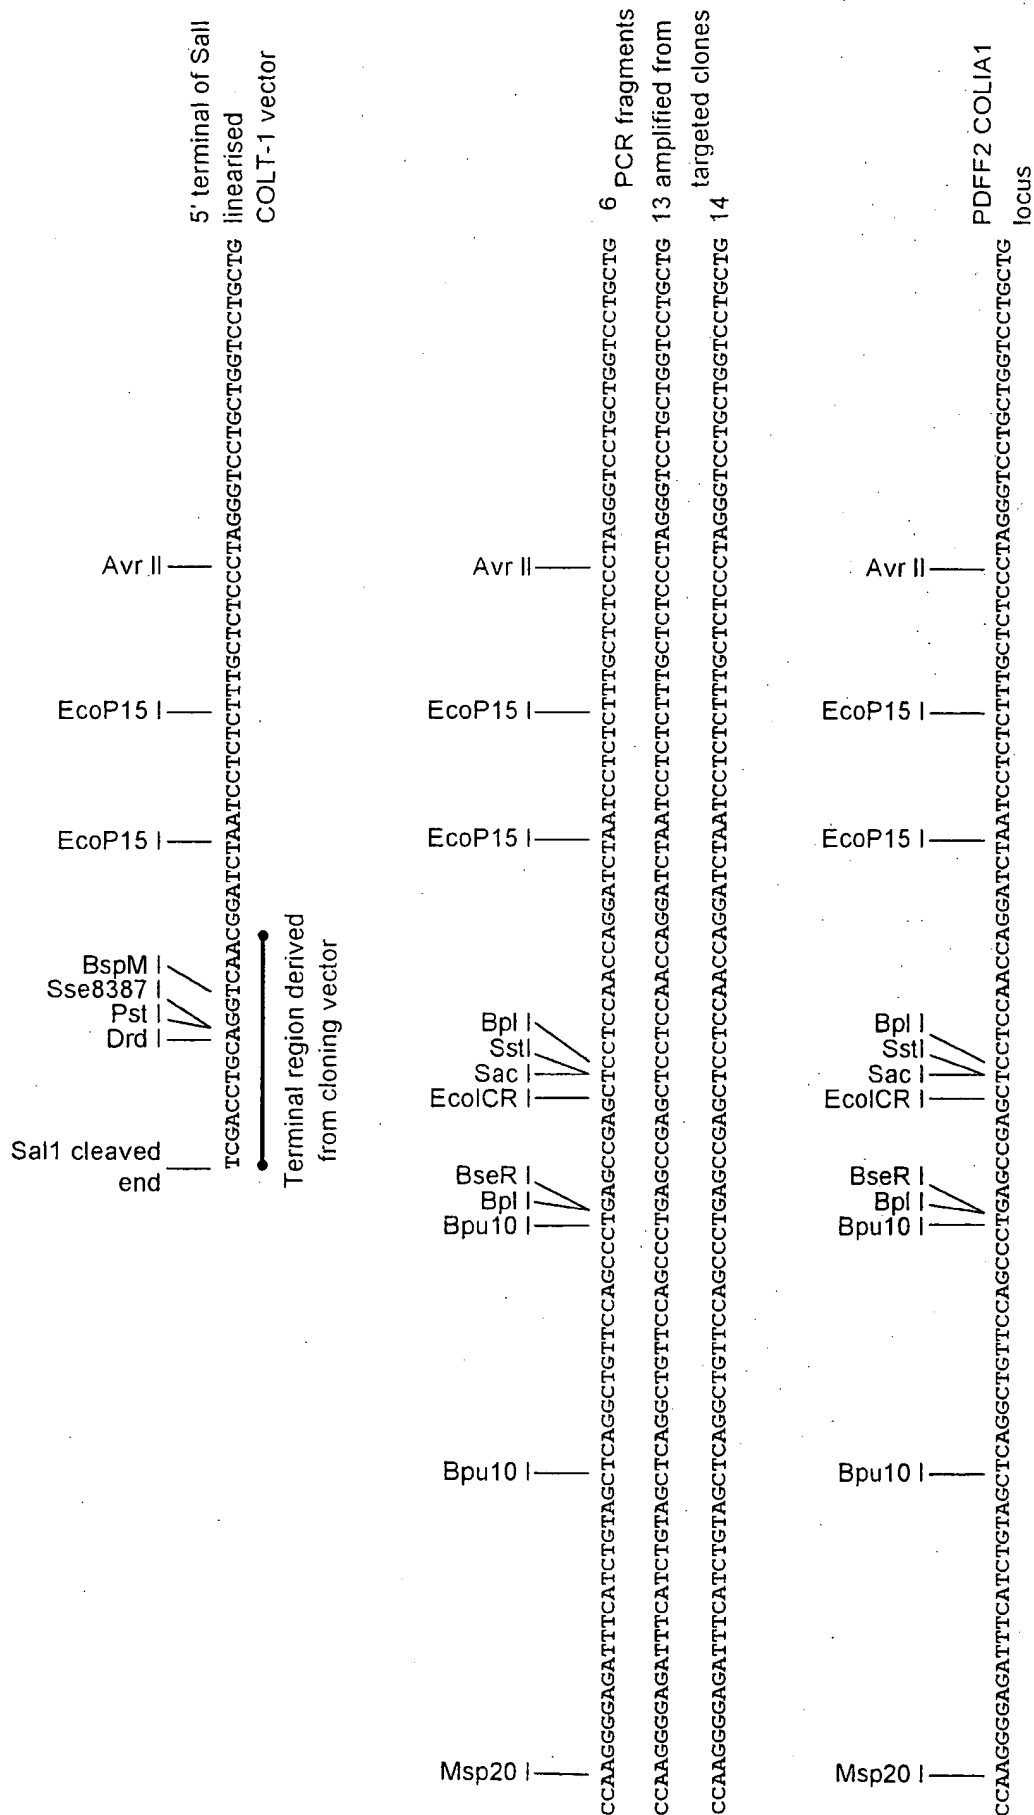 5' terminal of SalI
linearised
COLT-1 vector
Avr II
EcoP15 I
EcoP15 I
BspM I
Sse8387 I
Pst I
Drd I
Sal1 cleaved
end
TCGACCTGCAGGTCAACGGATCTAATCCTCTCTTTGCTCTCCCTAGGGTCCTGCTGGTCCTGCTG
Terminal region derived
from cloning vector
PCR fragments
amplified from
targeted clones
Avr II
EcoP15 I
EcoP15 I
Bpl I
SstI
Sac I
EcoICR I
BseR I
Bpl I
Bpu10 I
Bpu10 I
Msp20 I
CCAAGGGGAGATTTCATCTGTAGCTCAGGCTGTTCCAGCCCTGAGCCGAGCTCCTCCAACCAGGATCTAATCCTCTCTTTGCTCTCCCTAGGGTCCTGCTGGTCCTGCTG 6
CCAAGGGGAGATTTCATCTGTAGCTCAGGCTGTTCCAGCCCTGAGCCGAGCTCCTCCAACCAGGATCTAATCCTCTCTTTGCTCTCCCTAGGGTCCTGCTGGTCCTGCTG 13
CCAAGGGGAGATTTCATCTGTAGCTCAGGCTGTTCCAGCCCTGAGCCGAGCTCCTCCAACCAGGATCTAATCCTCTCTTTGCTCTCCCTAGGGTCCTGCTGGTCCTGCTG 14
PDFF2 COLIA1
locus
Avr II
EcoP15 I
EcoP15 I
Bpl I
SstI
Sac I
EcoICR I
BseR I
Bpl I
Bpu10 I
Bpu10 I
Msp20 I
CCAAGGGGAGATTTCATCTGTAGCTCAGGCTGTTCCAGCCCTGAGCCGAGCTCCTCCAACCAGGATCTAATCCTCTCTTTGCTCTCCCTAGGGTCCTGCTGGTCCTGCTG